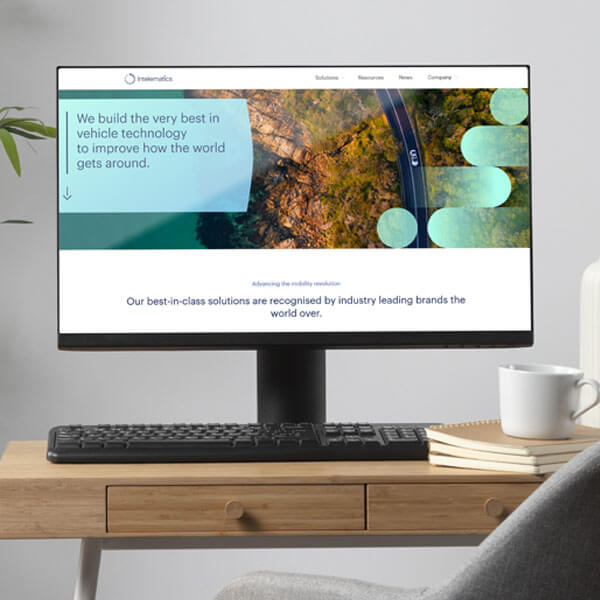 intelematics
Solutions
Resources
News
Company
We build the very best in
vehicle technology
to improve how the world
gets around.
Advancing the mobility revolution
Our best-in-class solutions are recognised by industry leading brands the
world over.